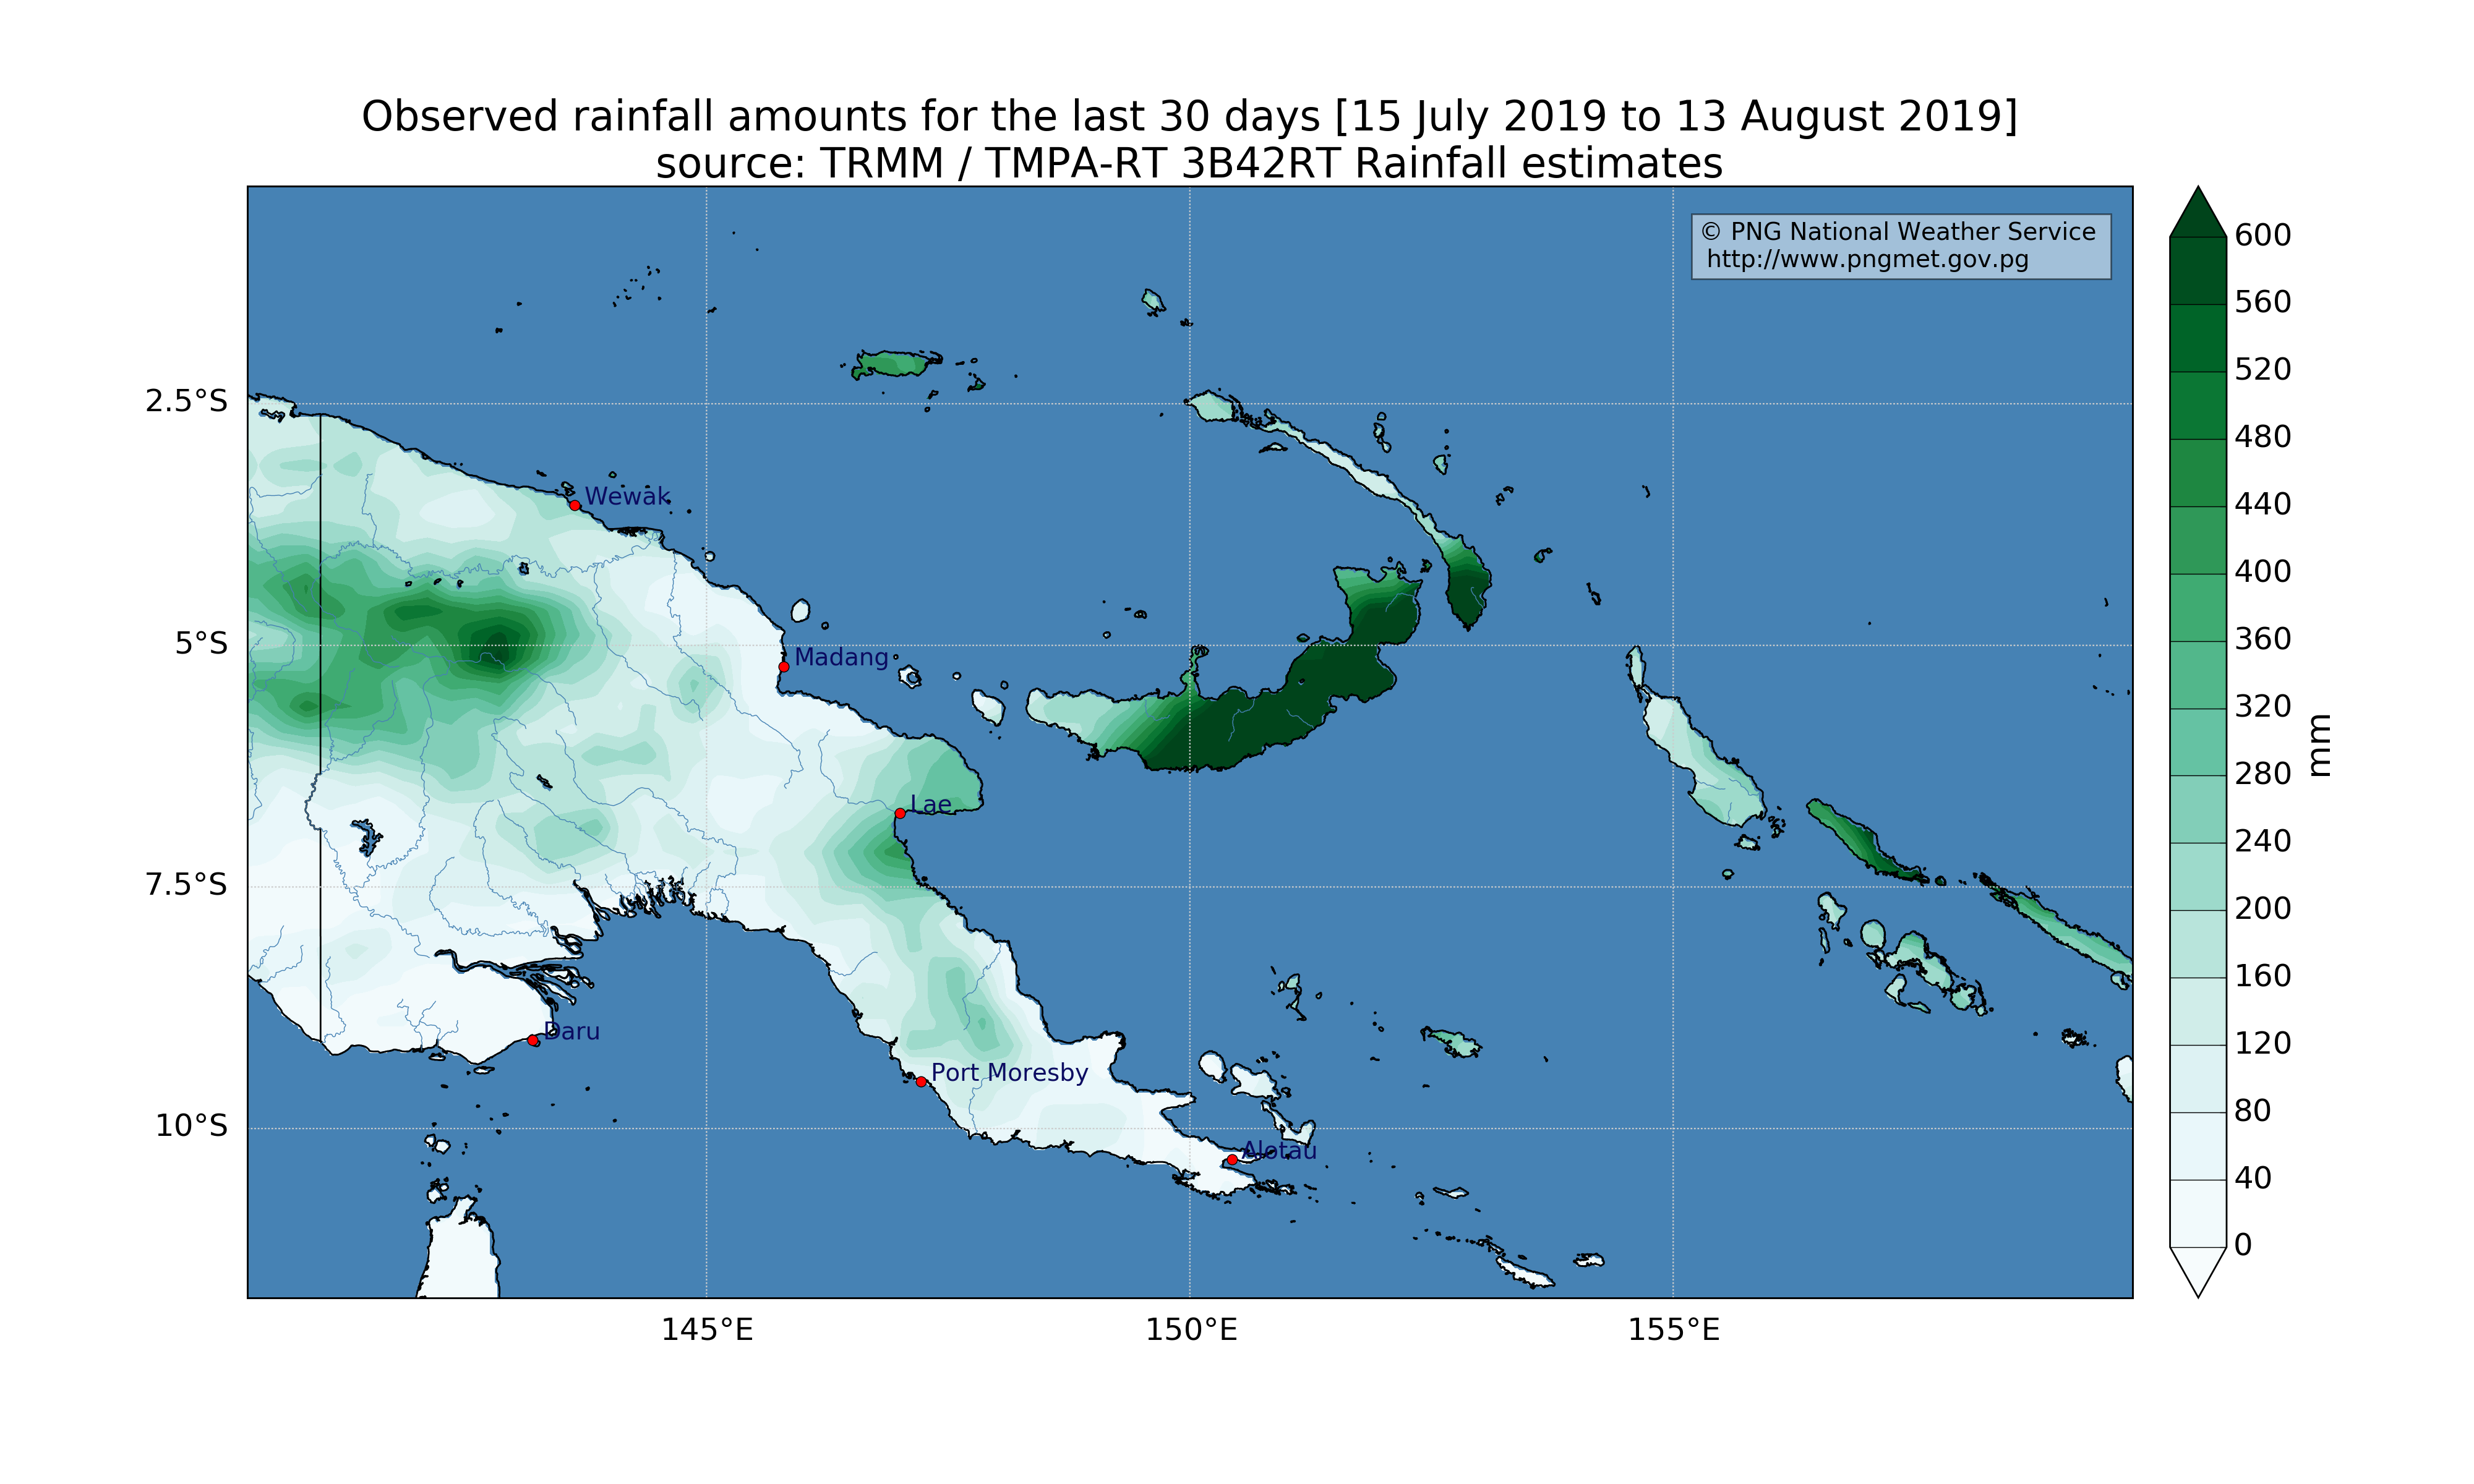 Observed rainfall amounts for the last 30 days [15 July 2019 to 13 August 2019]
source: TRMM / TMPA-RT 3B42RT Rainfall estimates
© PNG National Weather Service
http://www.pngmet.gov.pg
2.5°S
5°S
7.5°S
10°S
145°E
150°E
155°E
Wewak
Madang
Lae
Daru
Port Moresby
Alotau
600
560
520
480
440
400
360
320
280
240
200
160
120
80
40
0
mm